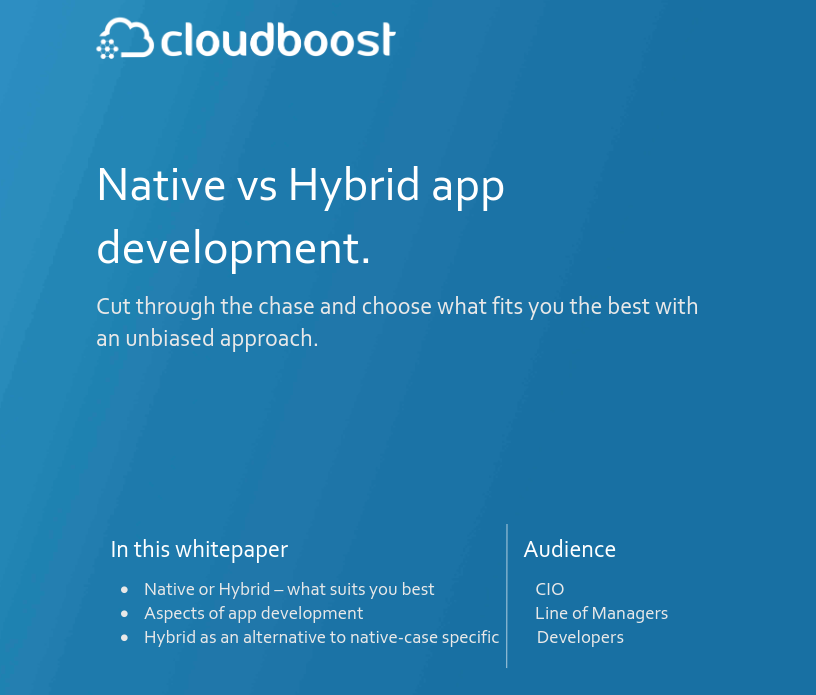 cloudboost
Native vs Hybrid app
development.
Cut through the chase and choose what fits you the best with
an unbiased approach.
In this whitepaper
• Native or Hybrid – what suits you best
• Aspects of app development
• Hybrid as an alternative to native-case specific
Audience
CIO
Line of Managers
Developers